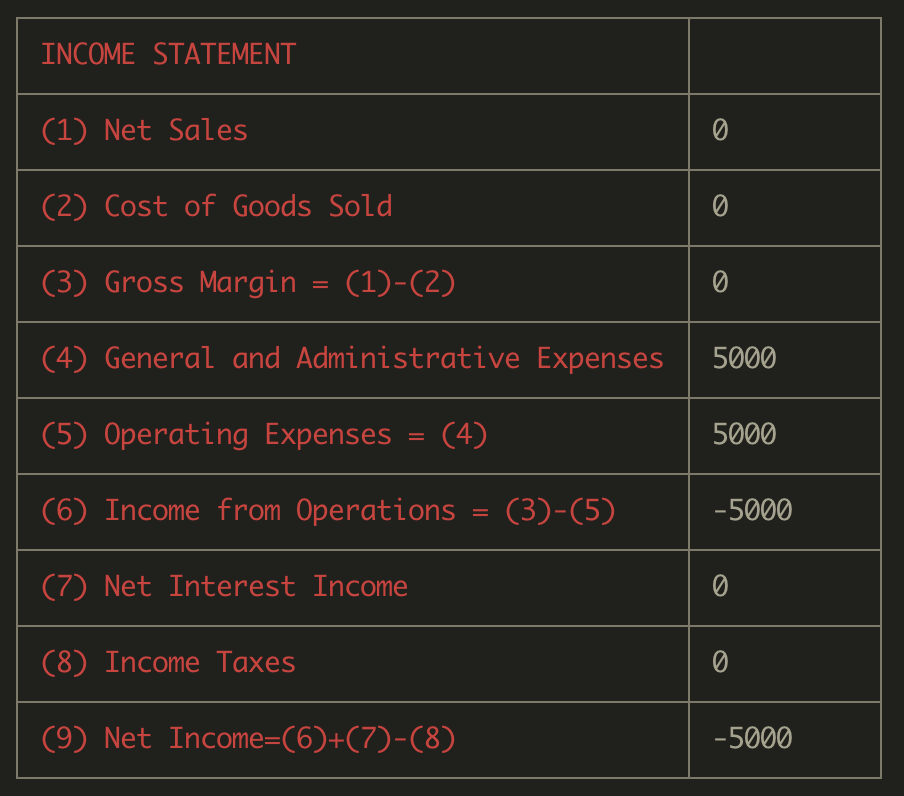 INCOME STATEMENT
(1) Net Sales 0
(2) Cost of Goods Sold 0
(3) Gross Margin = (1)-(2) 0
(4) General and Administrative Expenses 5000
(5) Operating Expenses = (4) 5000
(6) Income from Operations = (3)-(5) -5000
(7) Net Interest Income 0
(8) Income Taxes 0
(9) Net Income=(6)+(7)-(8) -5000